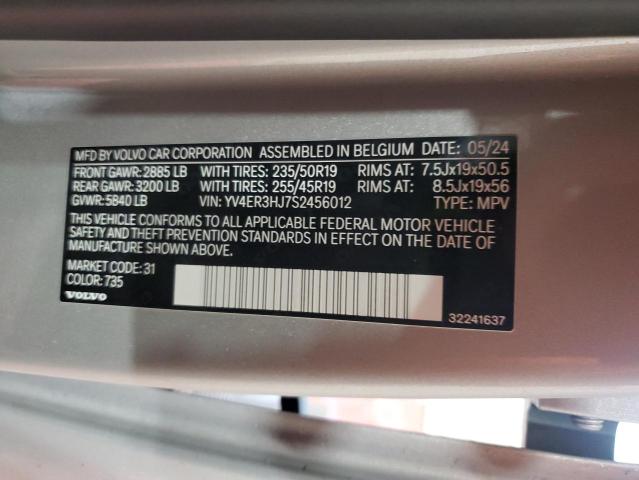 MFD BY VOLVO CAR CORPORATION ASSEMBLED IN BELGIUM DATE: 05/24
FRONT GAWR: 2885 LB WITH TIRES: 235/50R19 RIMS AT: 7.5Jx19x50.5
REAR GAWR: 3200 LB WITH TIRES: 255/45R19 RIMS AT: 8.5Jx19x56
GVWR: 5840 LB VIN: YV4ER3HJ7S2456012 TYPE: MPV
THIS VEHICLE CONFORMS TO ALL APPLICABLE FEDERAL MOTOR VEHICLE
SAFETY AND THEFT PREVENTION STANDARDS IN EFFECT ON THE DATE OF
MANUFACTURE SHOWN ABOVE.
MARKET CODE: 31
COLOR: 735
VOLVO
32241637